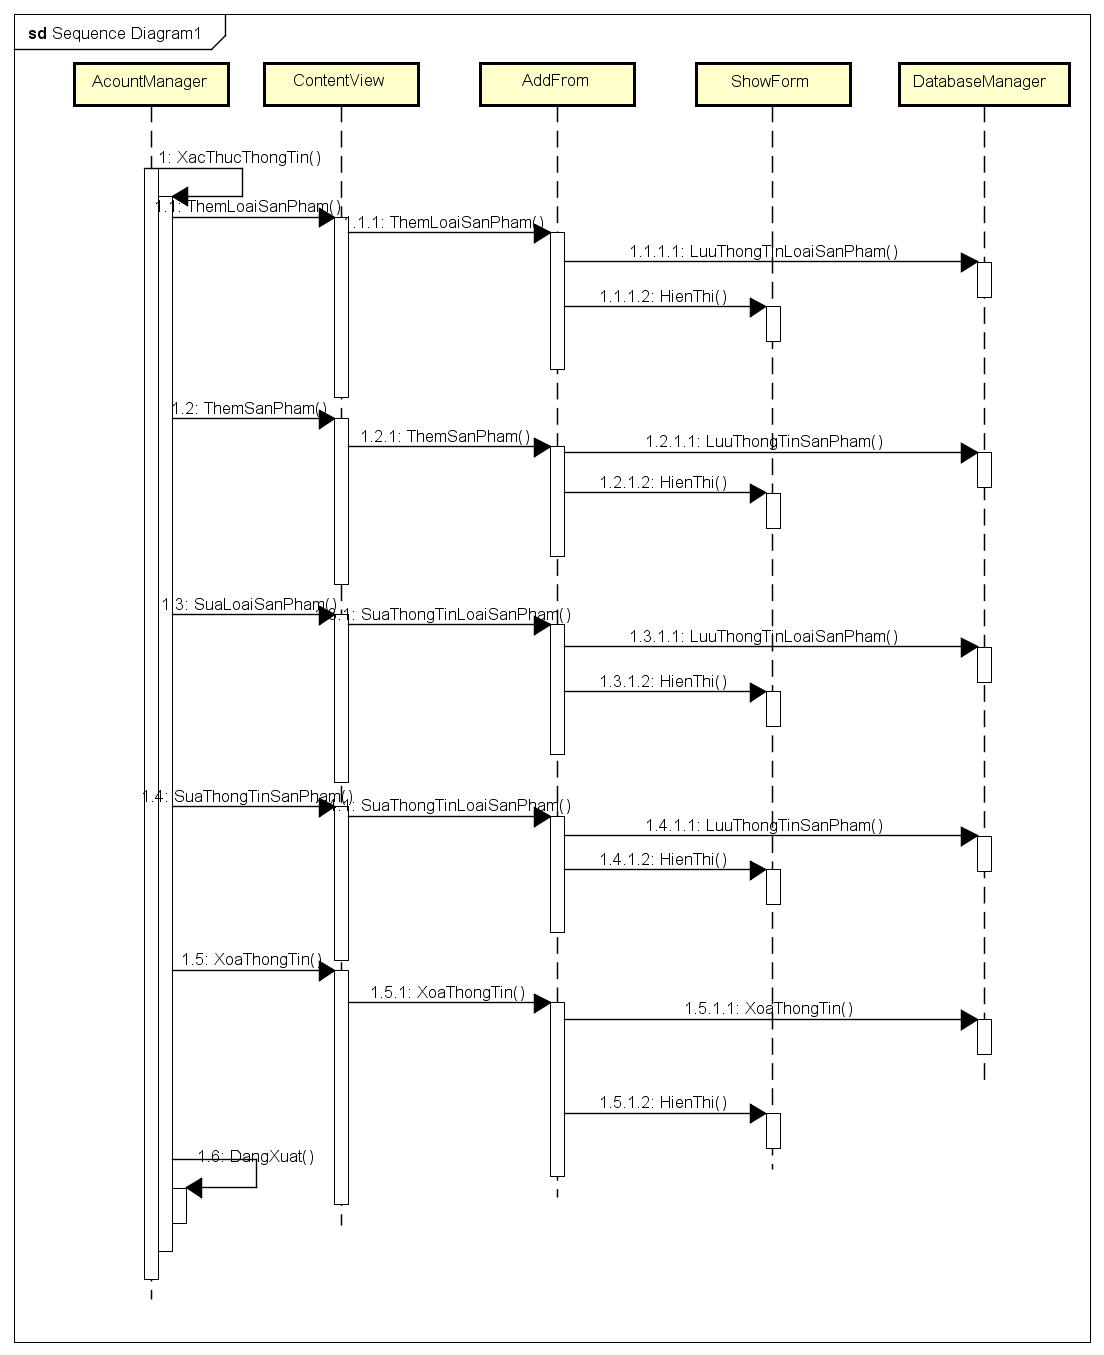 sd Sequence Diagram1
AcountManager
ContentView
AddFrom
ShowForm
DatabaseManager
1: XacThucThongTin()
1.1: ThemLoaiSanPham()
1.1.1: ThemLoaiSanPham()
1.1.1.1: LuuThongTinLoaiSanPham()
1.1.1.2: HienThi()
1.2: ThemSanPham()
1.2.1: ThemSanPham()
1.2.1.1: LuuThongTinSanPham()
1.2.1.2: HienThi()
1.3: SuaLoaiSanPham()
3.1: SuaThongTinLoaiSanPham()
1.3.1.1: LuuThongTinLoaiSanPham()
1.3.1.2: HienThi()
1.4: SuaThongTinSanPham()
SuaThongTinLoaiSanPham()
1.4.1.1: LuuThongTinSanPham()
1.4.1.2: HienThi()
1.5: XoaThongTin()
1.5.1: XoaThongTin()
1.5.1.1: XoaThongTin()
1.5.1.2: HienThi()
1.6: DangXuat()